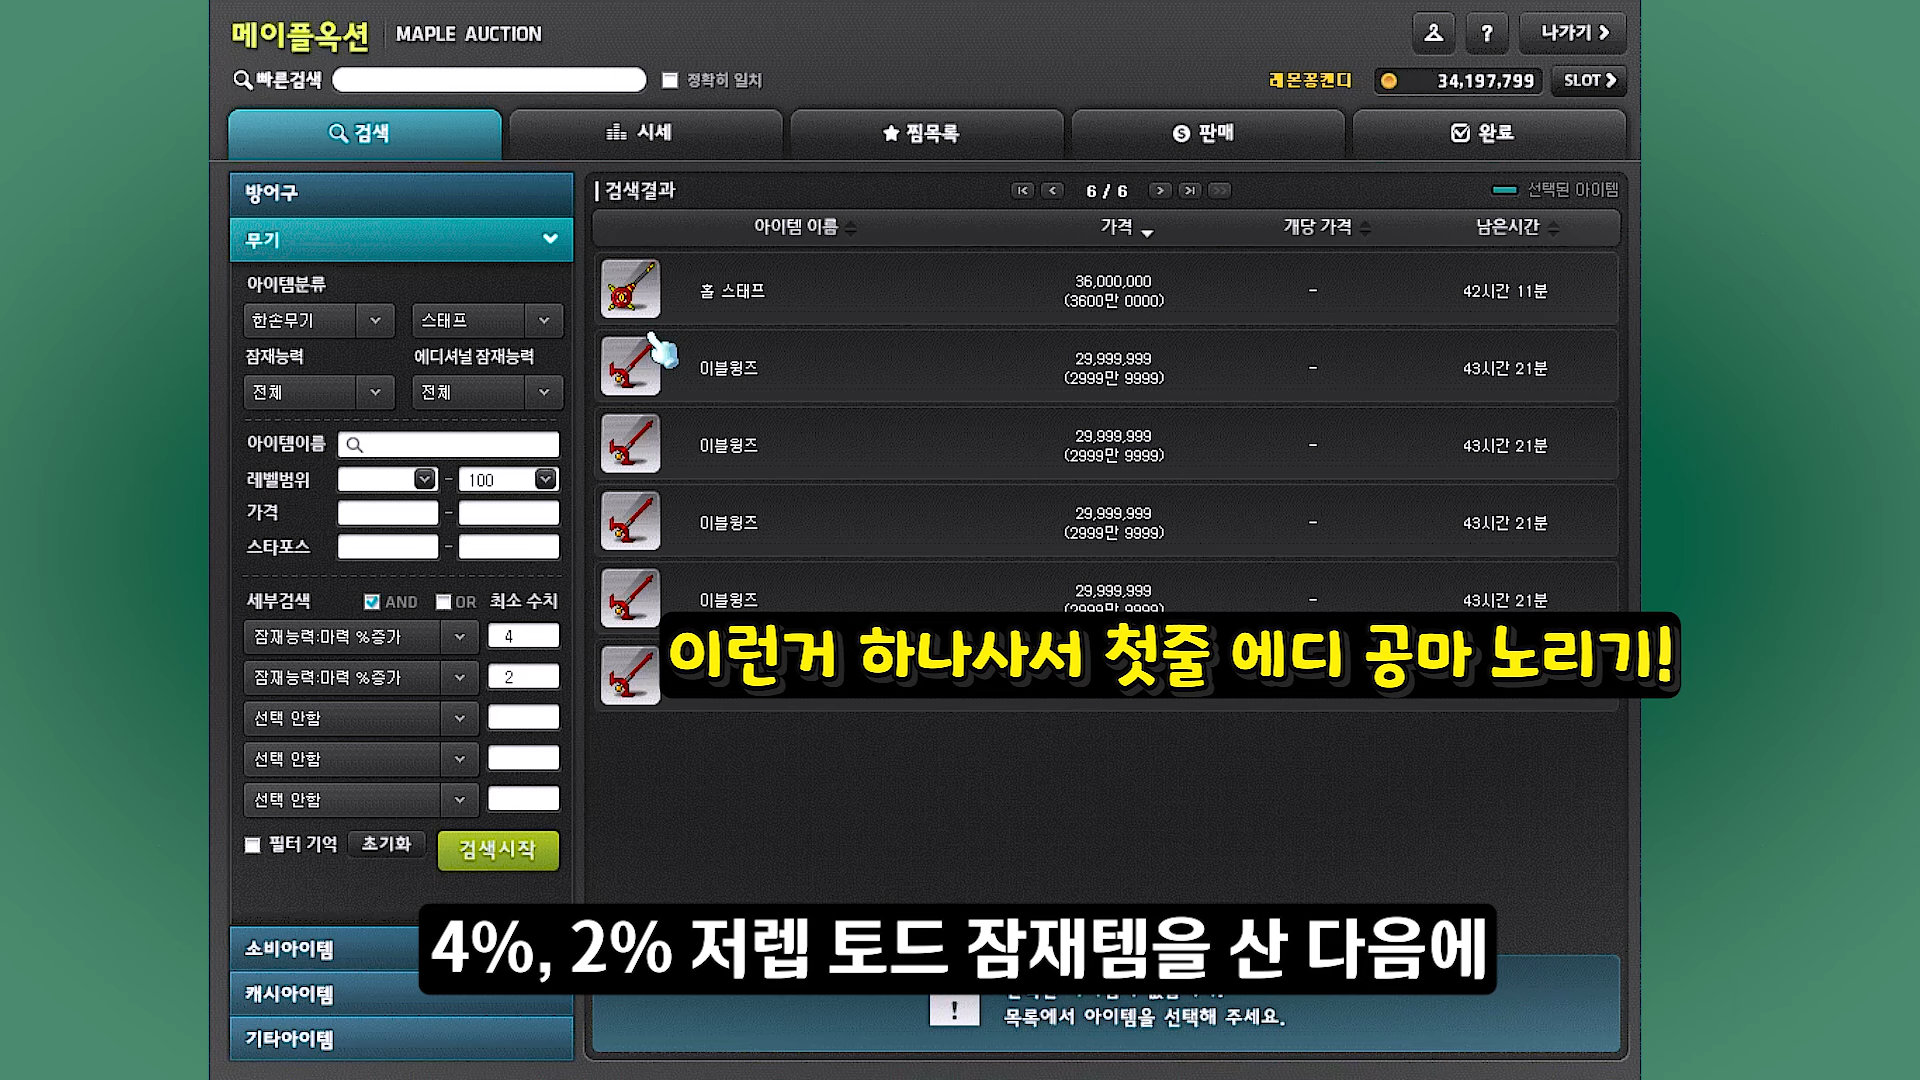 메이플옥션 MAPLE AUCTION
? 나가기
빠른검색 정확히 일치 레몬꽁캔디 34,197,799 SLOT
검색 시세 찜목록 판매 완료
방어구
무기
아이템분류
한손무기 스태프
잠재능력 에디셔널 잠재능력
전체 전체
아이템이름
레벨범위 - 100
가격 -
스타포스 -
세부검색 AND OR 최소 수치
잠재능력:마력 %증가 4
잠재능력:마력 %증가 2
선택 안함
선택 안함
선택 안함
필터 기억 초기화 검색시작
소비아이템
캐시아이템
기타아이템
검색결과 6 / 6 선택된 아이템
아이템 이름 가격 개당 가격 남은시간
홀 스태프 36,000,000 (3600만 0000) - 42시간 11분
이블윙즈 29,999,999 (2999만 9999) - 43시간 21분
이블윙즈 29,999,999 (2999만 9999) - 43시간 21분
이블윙즈 29,999,999 (2999만 9999) - 43시간 21분
이블윙즈 29,999,999 (2999만 9999) - 43시간 21분
이런거 하나사서 첫줄 에디 공마 노리기!
4%, 2% 저렙 토드 잠재템을 산 다음에
! 목록에서 아이템을 선택해 주세요.